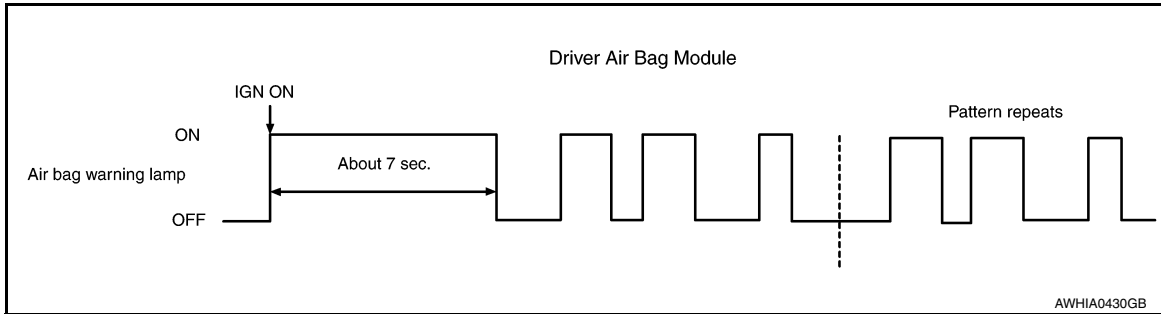 Driver Air Bag Module
IGN ON
Pattern repeats
ON
About 7 sec.
Air bag warning lamp
OFF
AWHIA0430GB